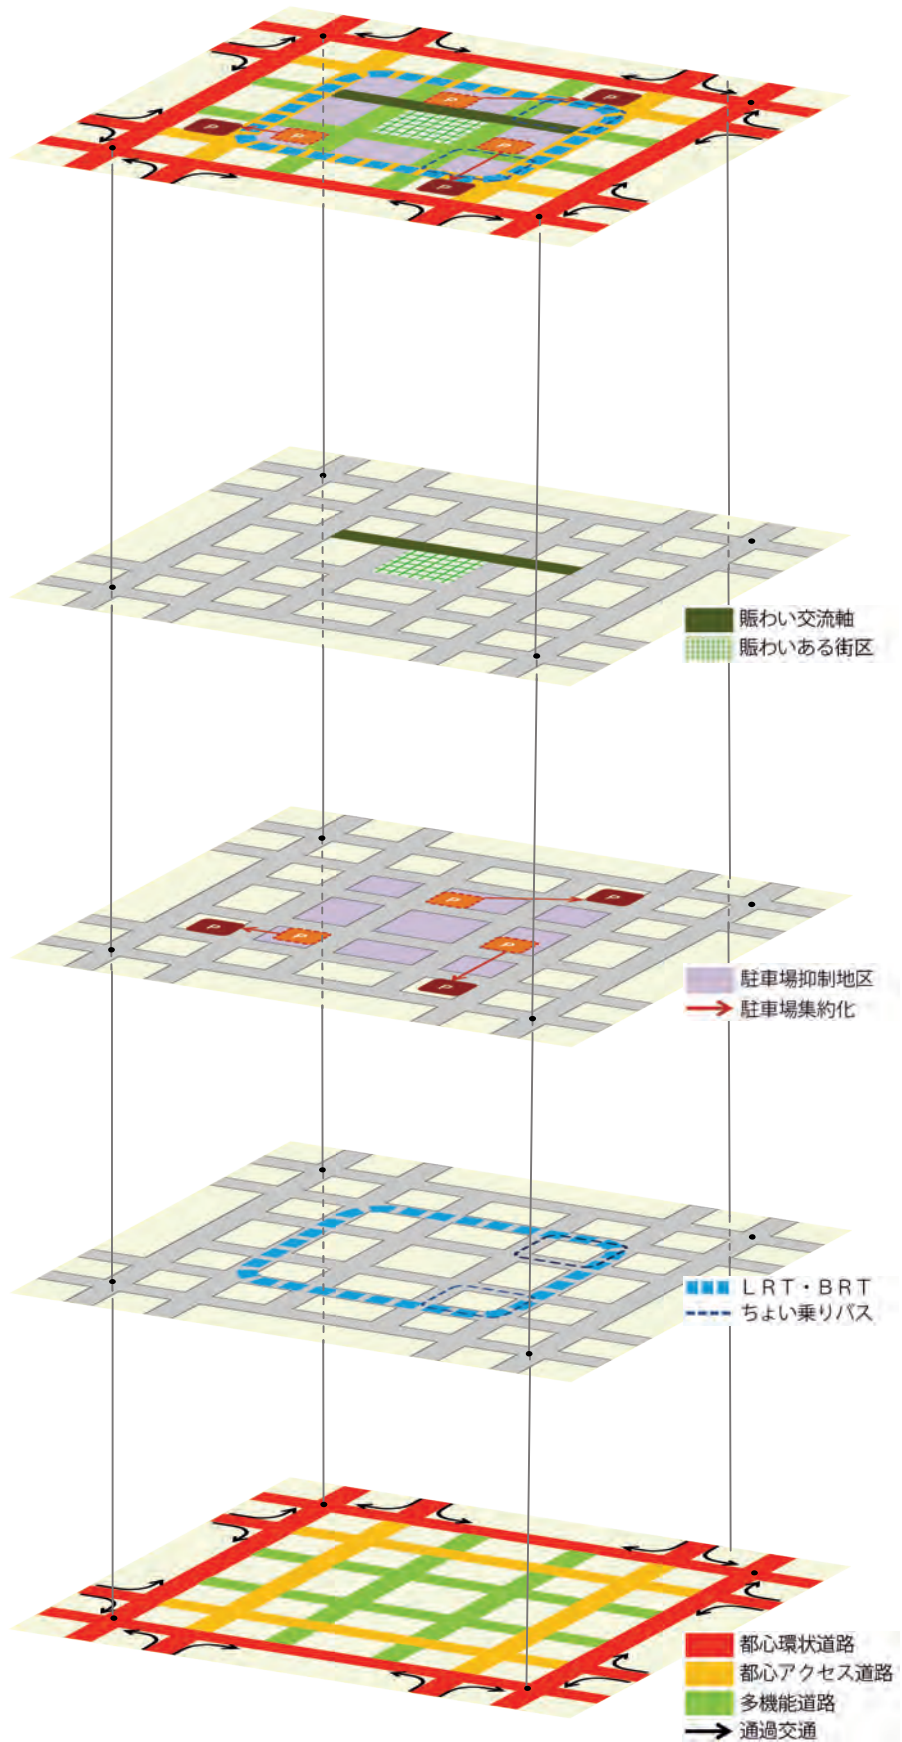 P
P
P
P
P
P
賑わい交流軸
賑わいある街区
P
P
P
P
P
P
駐車場抑制地区
駐車場集約化
LRT・BRT
ちょい乗りバス
都心環状道路
都心アクセス道路
多機能道路
通過交通